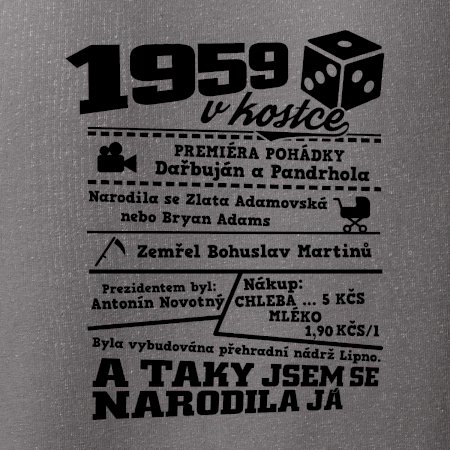 1959
v kostce
PREMIÉRA POHÁDKY
Dařbuján a Pandrhola
Narodila se Zlata Adamovská
nebo Bryan Adams
Zemřel Bohuslav Martinů
Prezidentem byl:
Antonín Novotný
Nákup:
CHLEBA ... 5 KČS
MLÉKO
1,90 KČS/l
Byla vybudována přehradní nádrž Lipno.
A TAKY JSEM SE
NARODILA JÁ